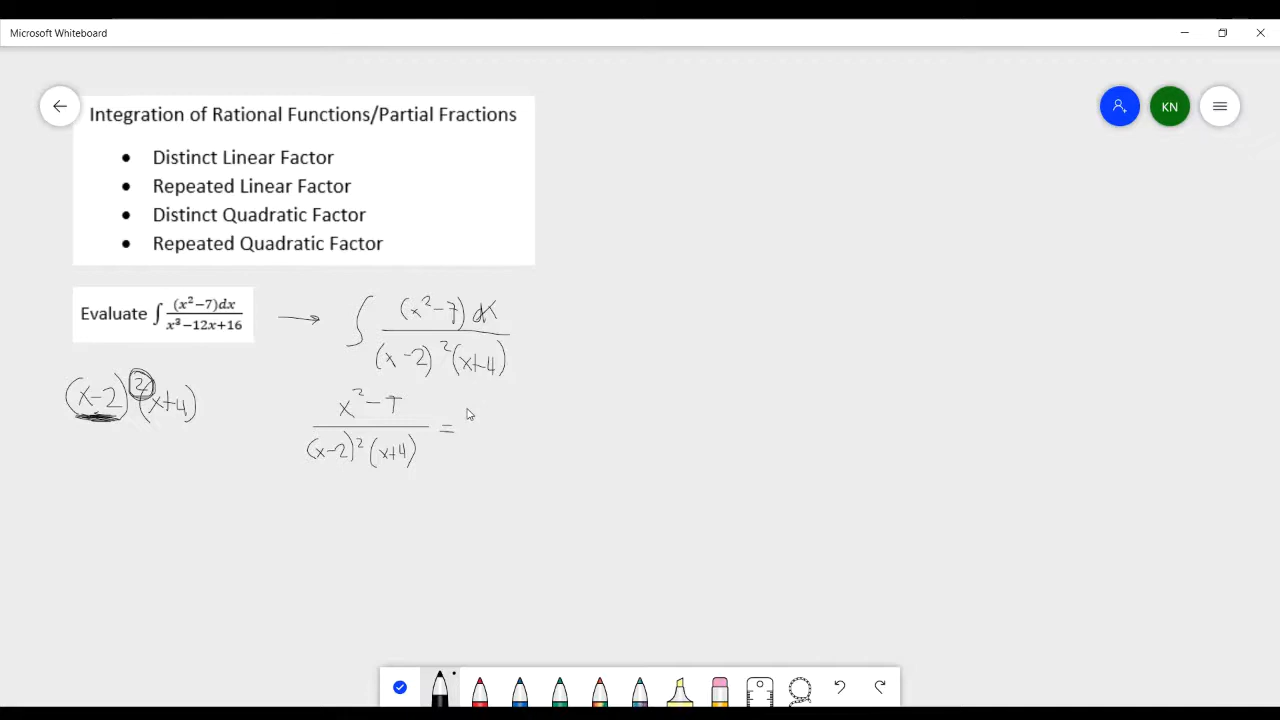 Microsoft Whiteboard
KN
Integration of Rational Functions/Partial Fractions
• Distinct Linear Factor
• Repeated Linear Factor
• Distinct Quadratic Factor
• Repeated Quadratic Factor
Evaluate ∫ (x²−7)dx / x³−12x+16 → ∫ (x²−7) dx / (x−2)²(x+4)
(x−2)²(x+4)
x²−7 / (x−2)²(x+4) =